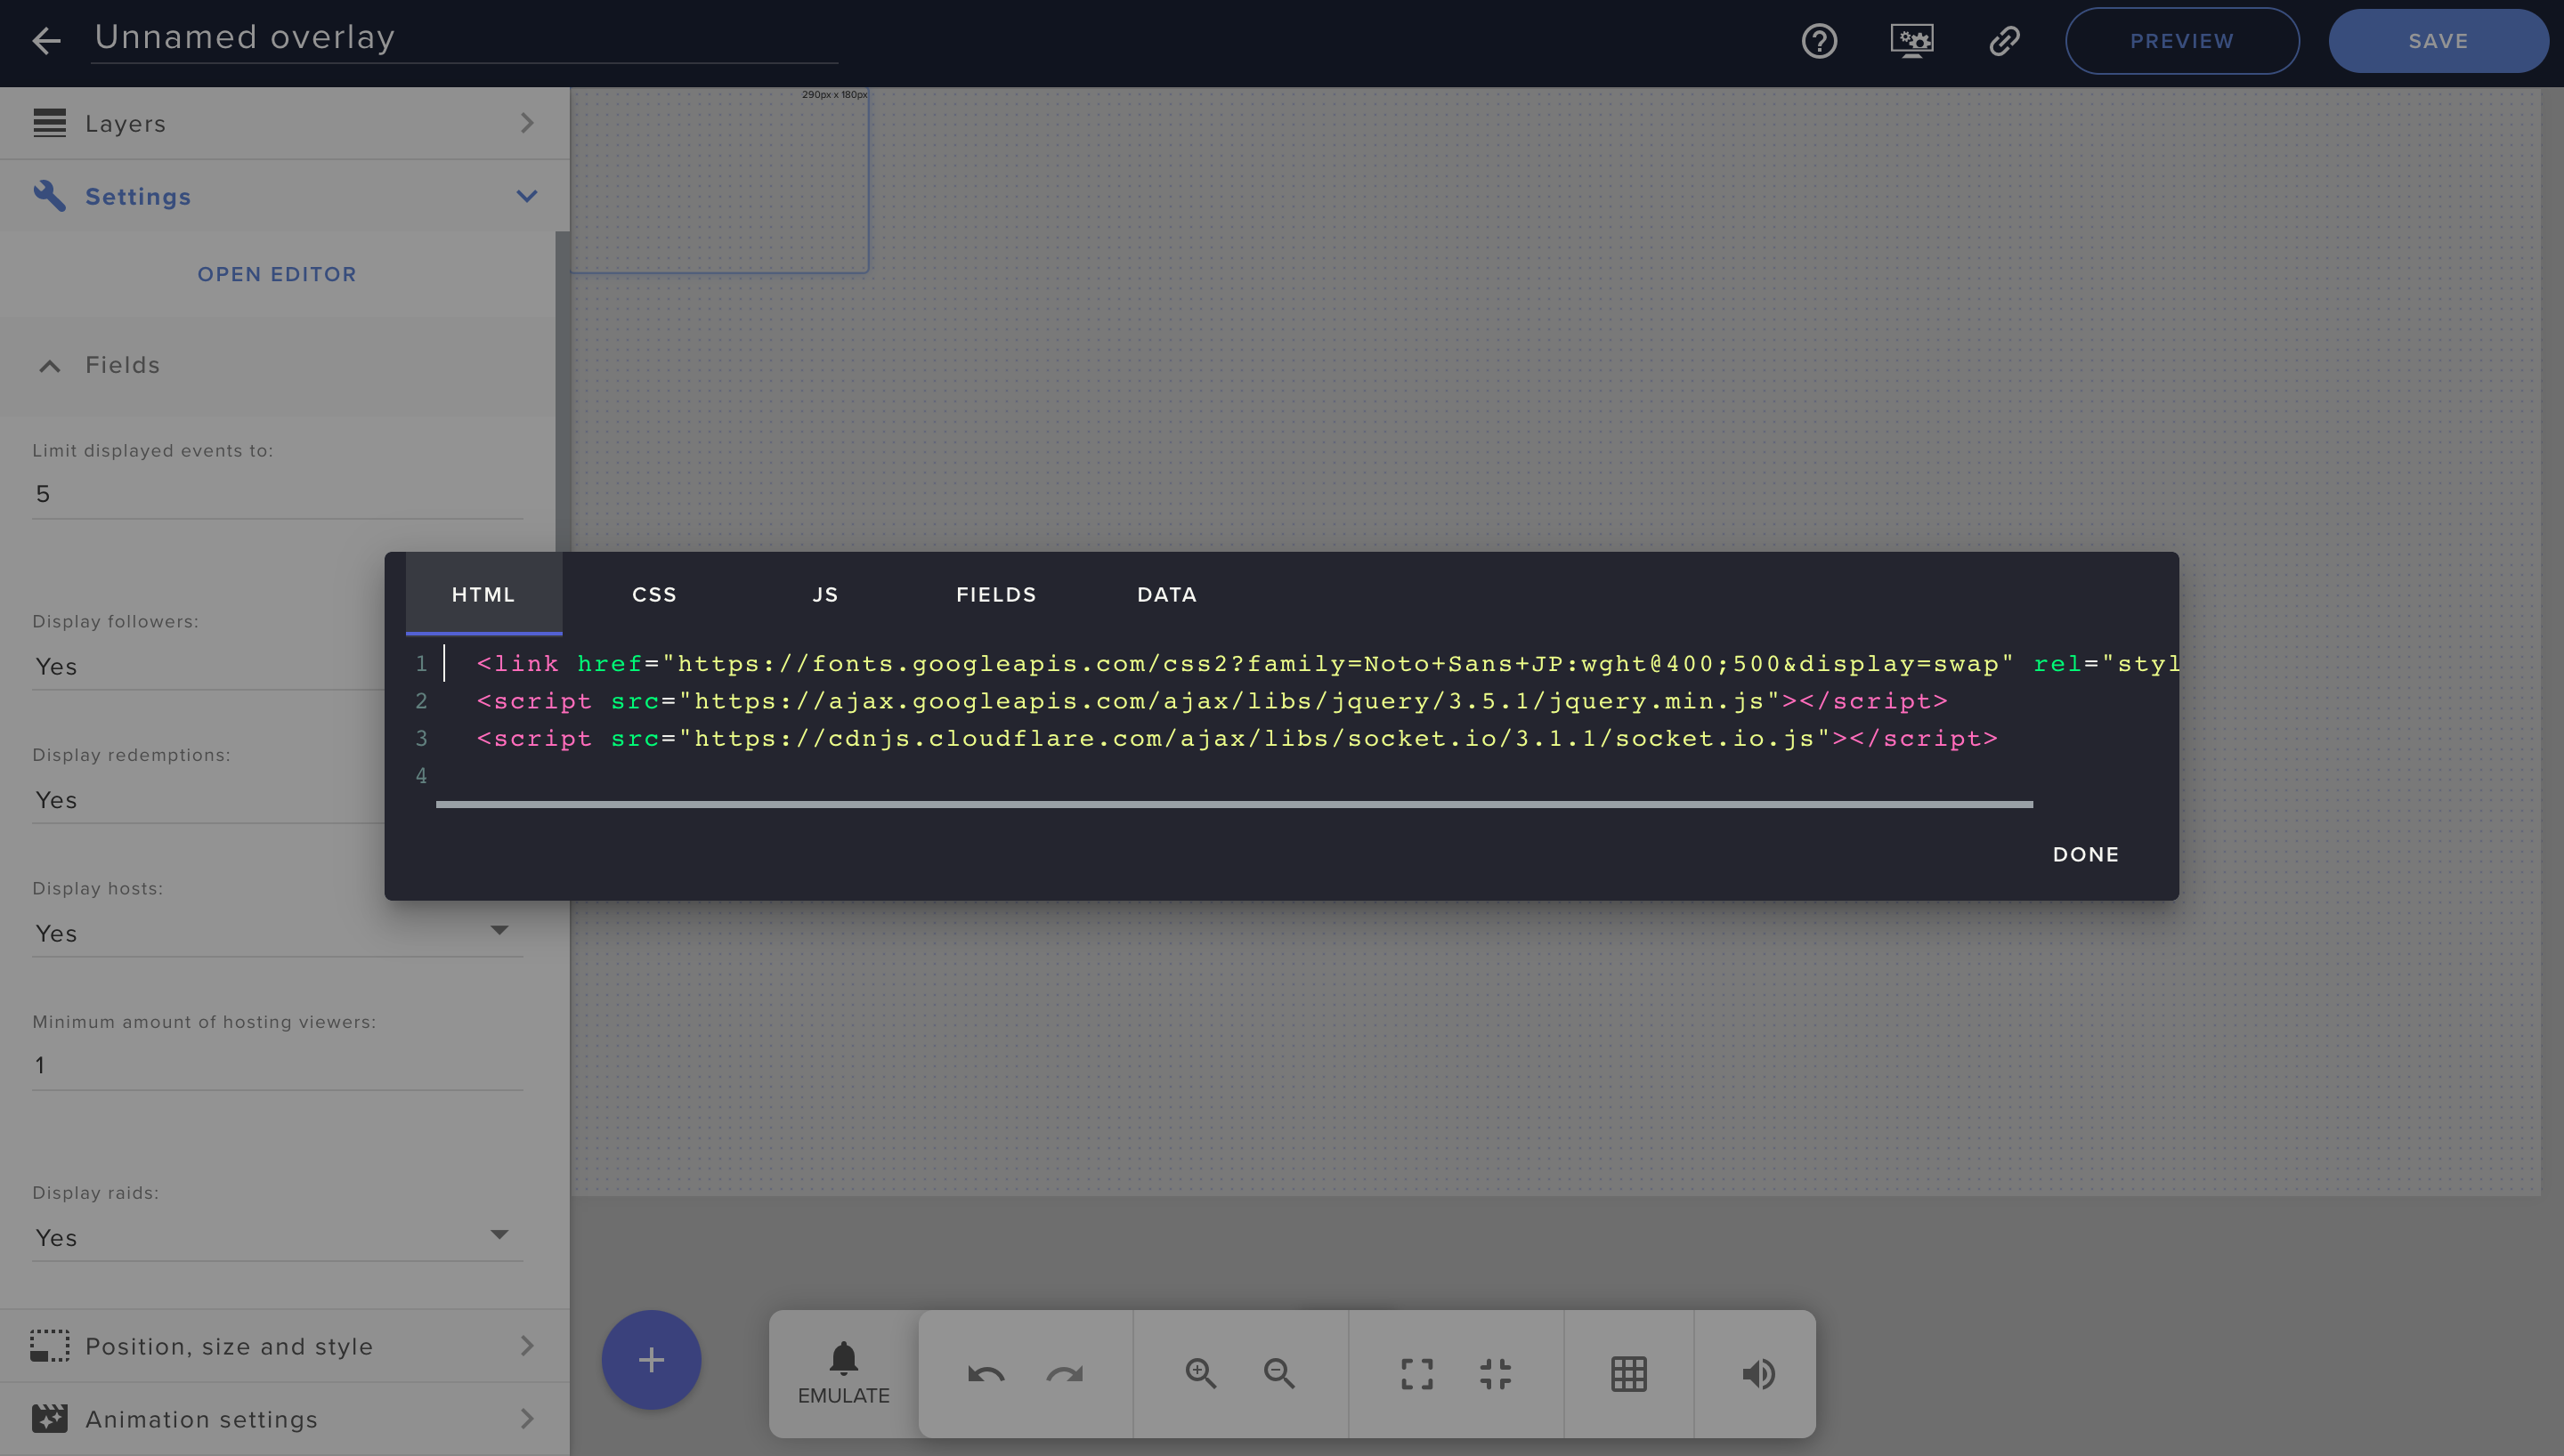 Unnamed overlay
PREVIEW
SAVE
290px x 180px
Layers
Settings
OPEN EDITOR
Fields
Limit displayed events to:
5
Display followers:
Yes
Display redemptions:
Yes
Display hosts:
Yes
Minimum amount of hosting viewers:
1
Display raids:
Yes
Position, size and style
Animation settings
HTML CSS JS FIELDS DATA
1 <link href="https://fonts.googleapis.com/css2?family=Noto+Sans+JP:wght@400;500&display=swap" rel="styl
2 <script src="https://ajax.googleapis.com/ajax/libs/jquery/3.5.1/jquery.min.js"></script>
3 <script src="https://cdnjs.cloudflare.com/ajax/libs/socket.io/3.1.1/socket.io.js"></script>
4
DONE
EMULATE